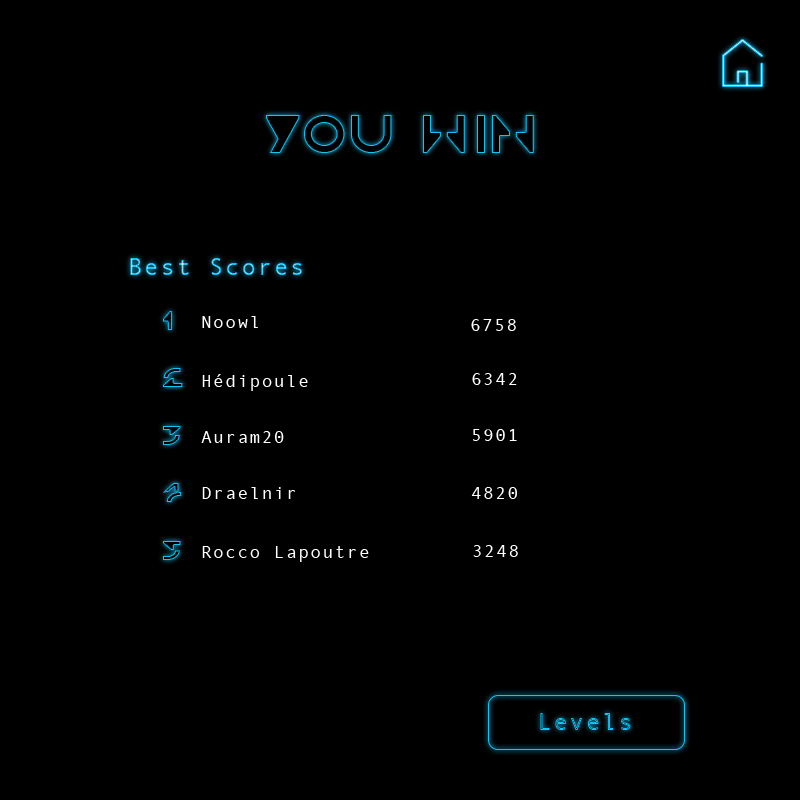 YOU WIN
Best Scores
1 Noowl 6758
2 Hédipoule 6342
3 Auram20 5901
4 Draelnir 4820
5 Rocco Lapoutre 3248
Levels